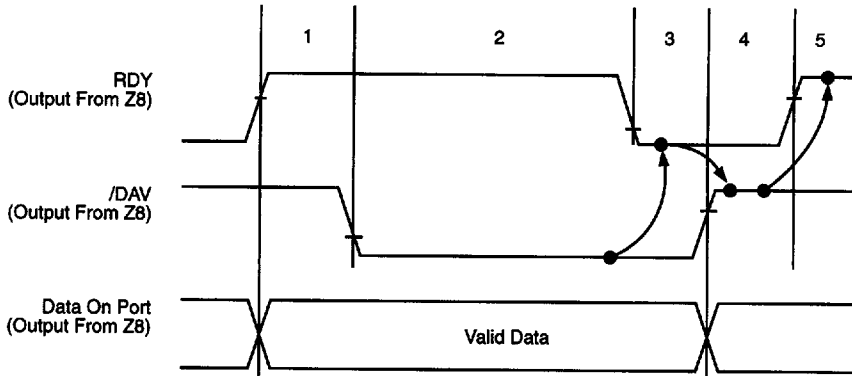 1 2 3 4 5
RDY
(Output From Z8)
/DAV
(Output From Z8)
Data On Port
(Output From Z8)
Valid Data